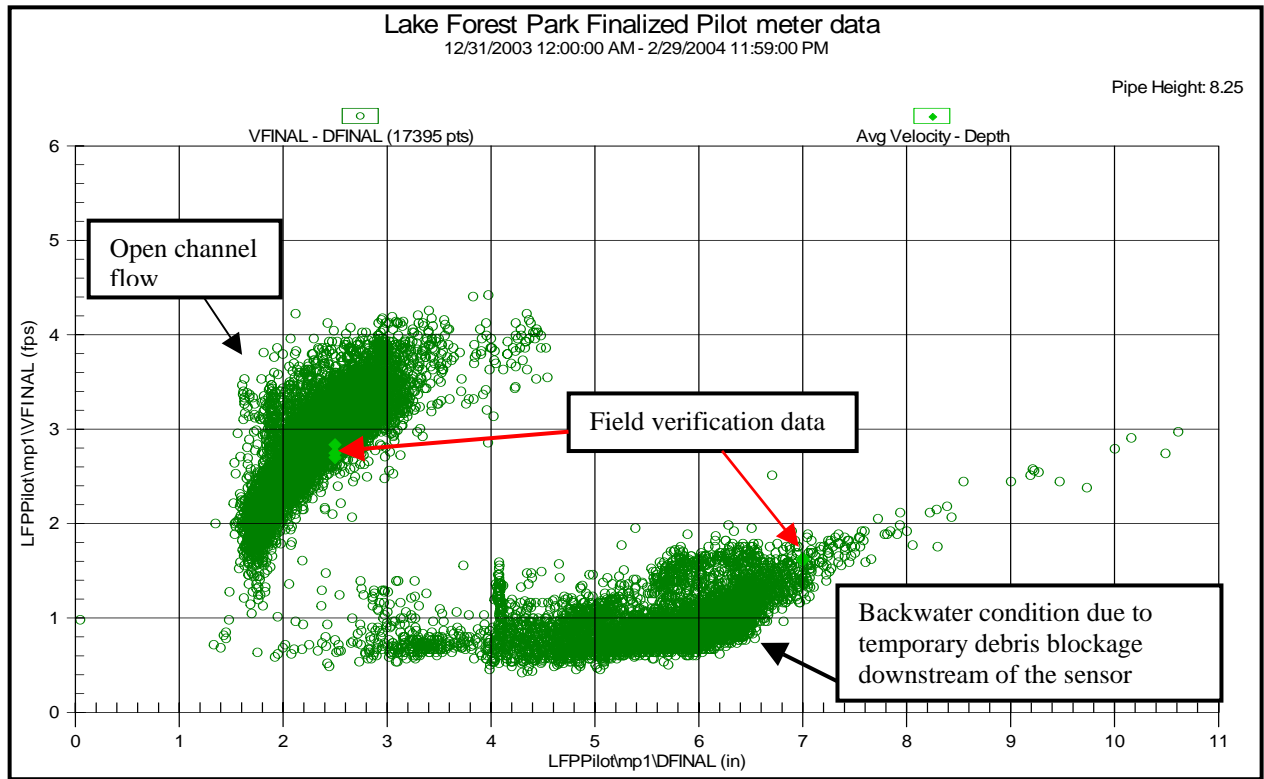 Lake Forest Park Finalized Pilot meter data
12/31/2003 12:00:00 AM - 2/29/2004 11:59:00 PM
Pipe Height: 8.25
VFINAL - DFINAL (17395 pts)
Avg Velocity - Depth
6
5
4
3
2
1
0
LFPPilot\mp1\VFINAL (fps)
Open channel
flow
Field verification data
Backwater condition due to
temporary debris blockage
downstream of the sensor
0 1 2 3 4 5 6 7 8 9 10 11
LFPPilot\mp1\DFINAL (in)